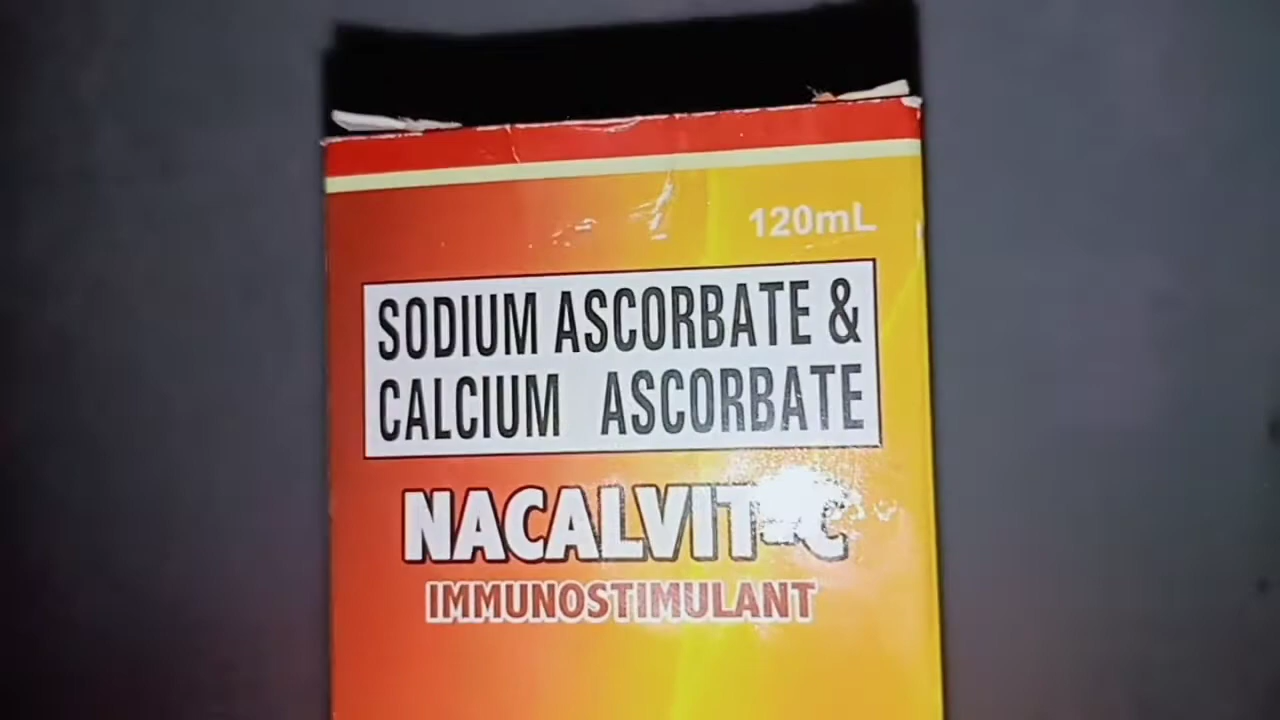 120mL
SODIUM ASCORBATE &
CALCIUM ASCORBATE
NACALVIT-C
IMMUNOSTIMULANT